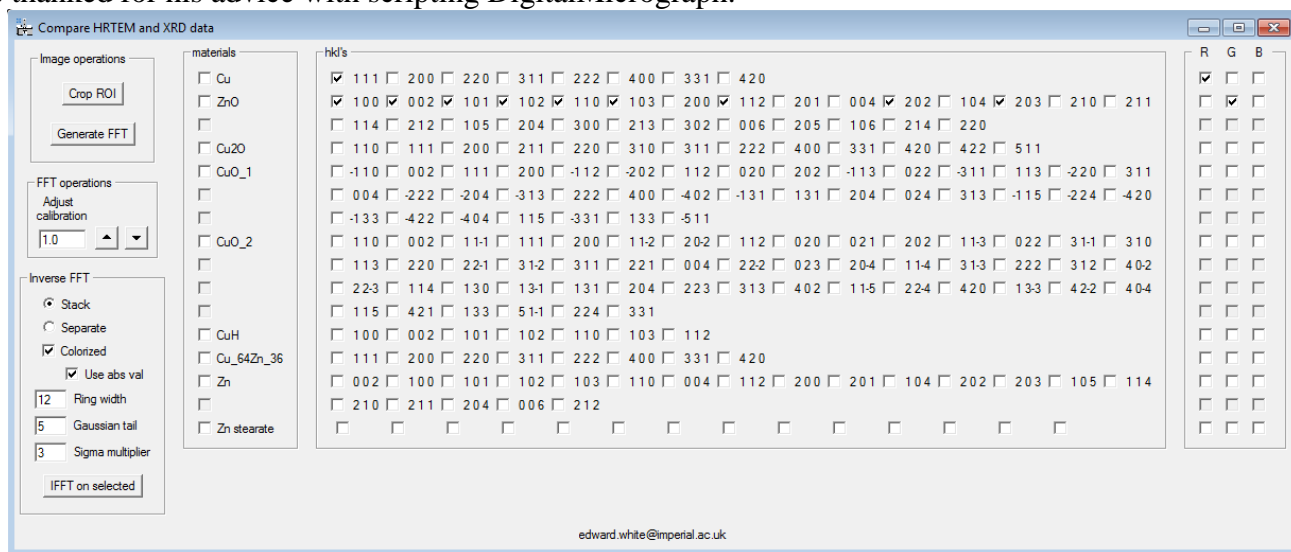 thanked for his advice with scripting DigitalMicrograph.
Compare HRTEM and XRD data
Image operations
Crop ROI
Generate FFT
FFT operations
Adjust
calibration
1.0
Inverse FFT
Stack
Separate
Colorized
Use abs val
12 Ring width
5 Gaussian tail
3 Sigma multiplier
IFFT on selected
materials
hkl's
R G B
Cu 111 200 220 311 222 400 331 420
ZnO 100 002 101 102 110 103 200 112 201 004 202 104 203 210 211
114 212 105 204 300 213 302 006 205 106 214 220
Cu2O 110 111 200 211 220 310 311 222 400 331 420 422 511
CuO_1 -110 002 111 200 -112 -202 112 020 202 -113 022 -311 113 -220 311
004 -222 -204 -313 222 400 -402 -131 131 204 024 313 -115 -224 -420
-133 -422 -404 115 -331 133 -511
CuO_2 110 002 11-1 111 200 11-2 20-2 112 020 021 202 11-3 022 31-1 310
113 220 22-1 31-2 311 221 004 22-2 023 20-4 11-4 31-3 222 312 40-2
22-3 114 130 13-1 131 204 223 313 402 11-5 22-4 420 13-3 42-2 40-4
115 421 133 51-1 224 331
CuH 100 002 101 102 110 103 112
Cu_64Zn_36 111 200 220 311 222 400 331 420
Zn 002 100 101 102 103 110 004 112 200 201 104 202 203 105 114
210 211 204 006 212
Zn stearate
edward.white@imperial.ac.uk